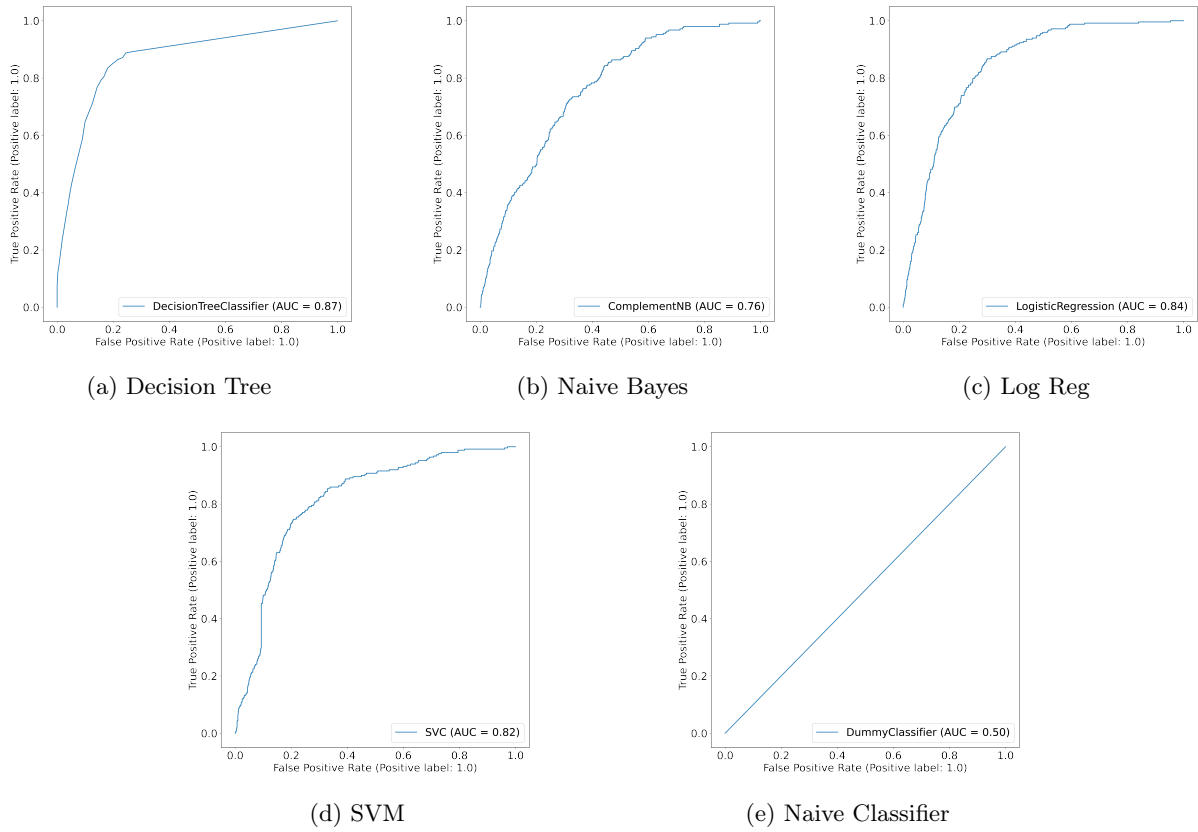 1.0
0.8
0.6
0.4
0.2
0.0
True Positive Rate (Positive label: 1.0)
DecisionTreeClassifier (AUC = 0.87)
0.0 0.2 0.4 0.6 0.8 1.0
False Positive Rate (Positive label: 1.0)
(a) Decision Tree
1.0
0.8
0.6
0.4
0.2
0.0
True Positive Rate (Positive label: 1.0)
ComplementNB (AUC = 0.76)
0.0 0.2 0.4 0.6 0.8 1.0
False Positive Rate (Positive label: 1.0)
(b) Naive Bayes
1.0
0.8
0.6
0.4
0.2
0.0
True Positive Rate (Positive label: 1.0)
LogisticRegression (AUC = 0.84)
0.0 0.2 0.4 0.6 0.8 1.0
False Positive Rate (Positive label: 1.0)
(c) Log Reg
1.0
0.8
0.6
0.4
0.2
0.0
True Positive Rate (Positive label: 1.0)
SVC (AUC = 0.82)
0.0 0.2 0.4 0.6 0.8 1.0
False Positive Rate (Positive label: 1.0)
(d) SVM
1.0
0.8
0.6
0.4
0.2
0.0
True Positive Rate (Positive label: 1.0)
DummyClassifier (AUC = 0.50)
0.0 0.2 0.4 0.6 0.8 1.0
False Positive Rate (Positive label: 1.0)
(e) Naive Classifier